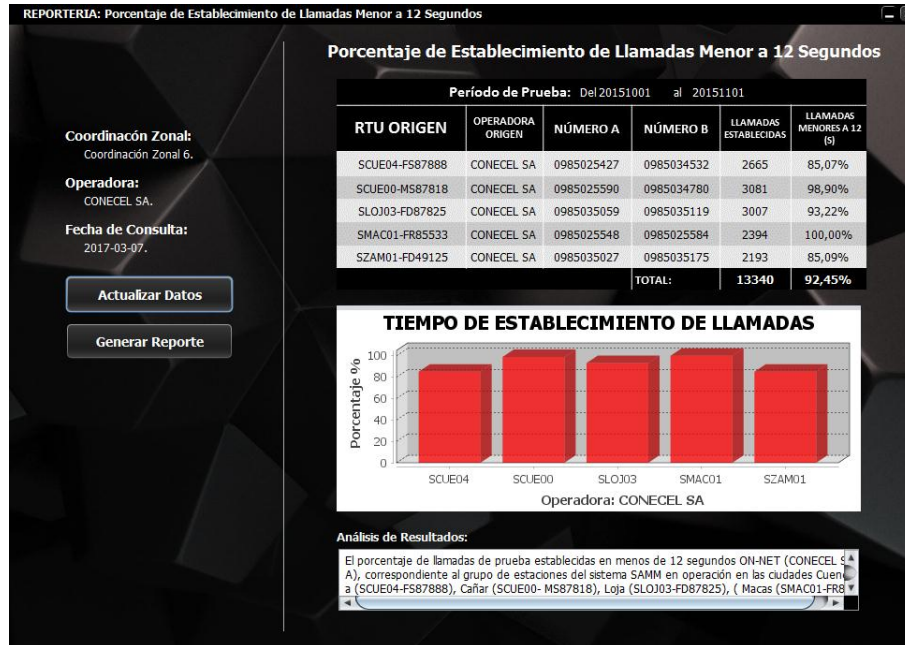 REPORTERIA: Porcentaje de Establecimiento de Llamadas Menor a 12 Segundos
Coordinacón Zonal:
Coordinación Zonal 6.
Operadora:
CONECEL SA.
Fecha de Consulta:
2017-03-07.
Actualizar Datos
Generar Reporte
Porcentaje de Establecimiento de Llamadas Menor a 12 Segundos
Período de Prueba: Del 20151001 al 20151101
RTU ORIGEN OPERADORA ORIGEN NÚMERO A NÚMERO B LLAMADAS ESTABLECIDAS LLAMADAS MENORES A 12 (S)
SCUE04-FS87888 CONECEL SA 0985025427 0985034532 2665 85,07%
SCUE00-MS87818 CONECEL SA 0985025590 0985034780 3081 98,90%
SLOJ03-FD87825 CONECEL SA 0985035059 0985035119 3007 93,22%
SMAC01-FR85533 CONECEL SA 0985025548 0985025584 2394 100,00%
SZAM01-FD49125 CONECEL SA 0985035027 0985035175 2193 85,09%
TOTAL: 13340 92,45%
TIEMPO DE ESTABLECIMIENTO DE LLAMADAS
Porcentaje %
100
80
60
40
20
0
SCUE04 SCUE00 SLOJ03 SMAC01 SZAM01
Operadora: CONECEL SA
Análisis de Resultados:
El porcentaje de llamadas de prueba establecidas en menos de 12 segundos ON-NET (CONECEL S
A), correspondiente al grupo de estaciones del sistema SAMM en operación en las ciudades Cuenc
a (SCUE04-FS87888), Cañar (SCUE00- MS87818), Loja (SLOJ03-FD87825), ( Macas (SMAC01-FR8